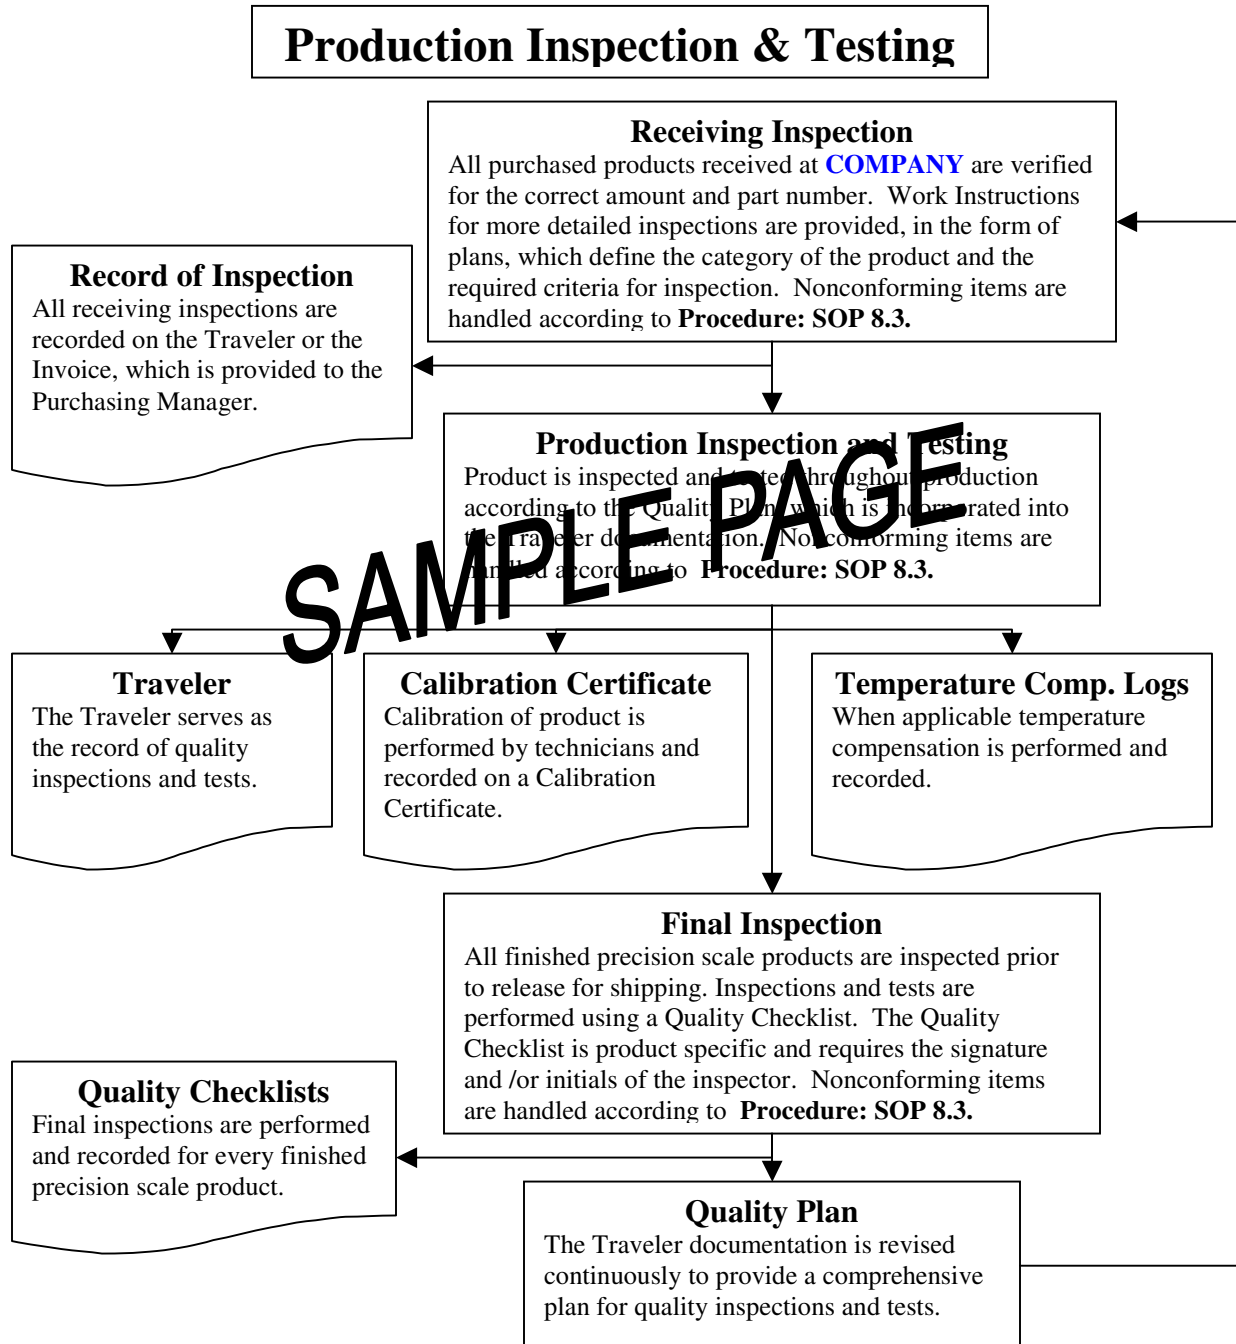 Production Inspection & Testing
Receiving Inspection
All purchased products received at COMPANY are verified
for the correct amount and part number.  Work Instructions
for more detailed inspections are provided, in the form of
plans, which define the category of the product and the
required criteria for inspection.  Nonconforming items are
handled according to Procedure: SOP 8.3.
Record of Inspection
All receiving inspections are
recorded on the Traveler or the
Invoice, which is provided to the
Purchasing Manager.
Production Inspection and Testing
Product is inspected and tested throughout production
according to the Quality Plan, which is incorporated into
the Traveler documentation.  Nonconforming items are
handled according to  Procedure: SOP 8.3.
SAMPLE PAGE
Traveler
The Traveler serves as
the record of quality
inspections and tests.
Calibration Certificate
Calibration of product is
performed by technicians and
recorded on a Calibration
Certificate.
Temperature Comp. Logs
When applicable temperature
compensation is performed and
recorded.
Final Inspection
All finished precision scale products are inspected prior
to release for shipping. Inspections and tests are
performed using a Quality Checklist.  The Quality
Checklist is product specific and requires the signature
and /or initials of the inspector.  Nonconforming items
are handled according to  Procedure: SOP 8.3.
Quality Checklists
Final inspections are performed
and recorded for every finished
precision scale product.
Quality Plan
The Traveler documentation is revised
continuously to provide a comprehensive
plan for quality inspections and tests.